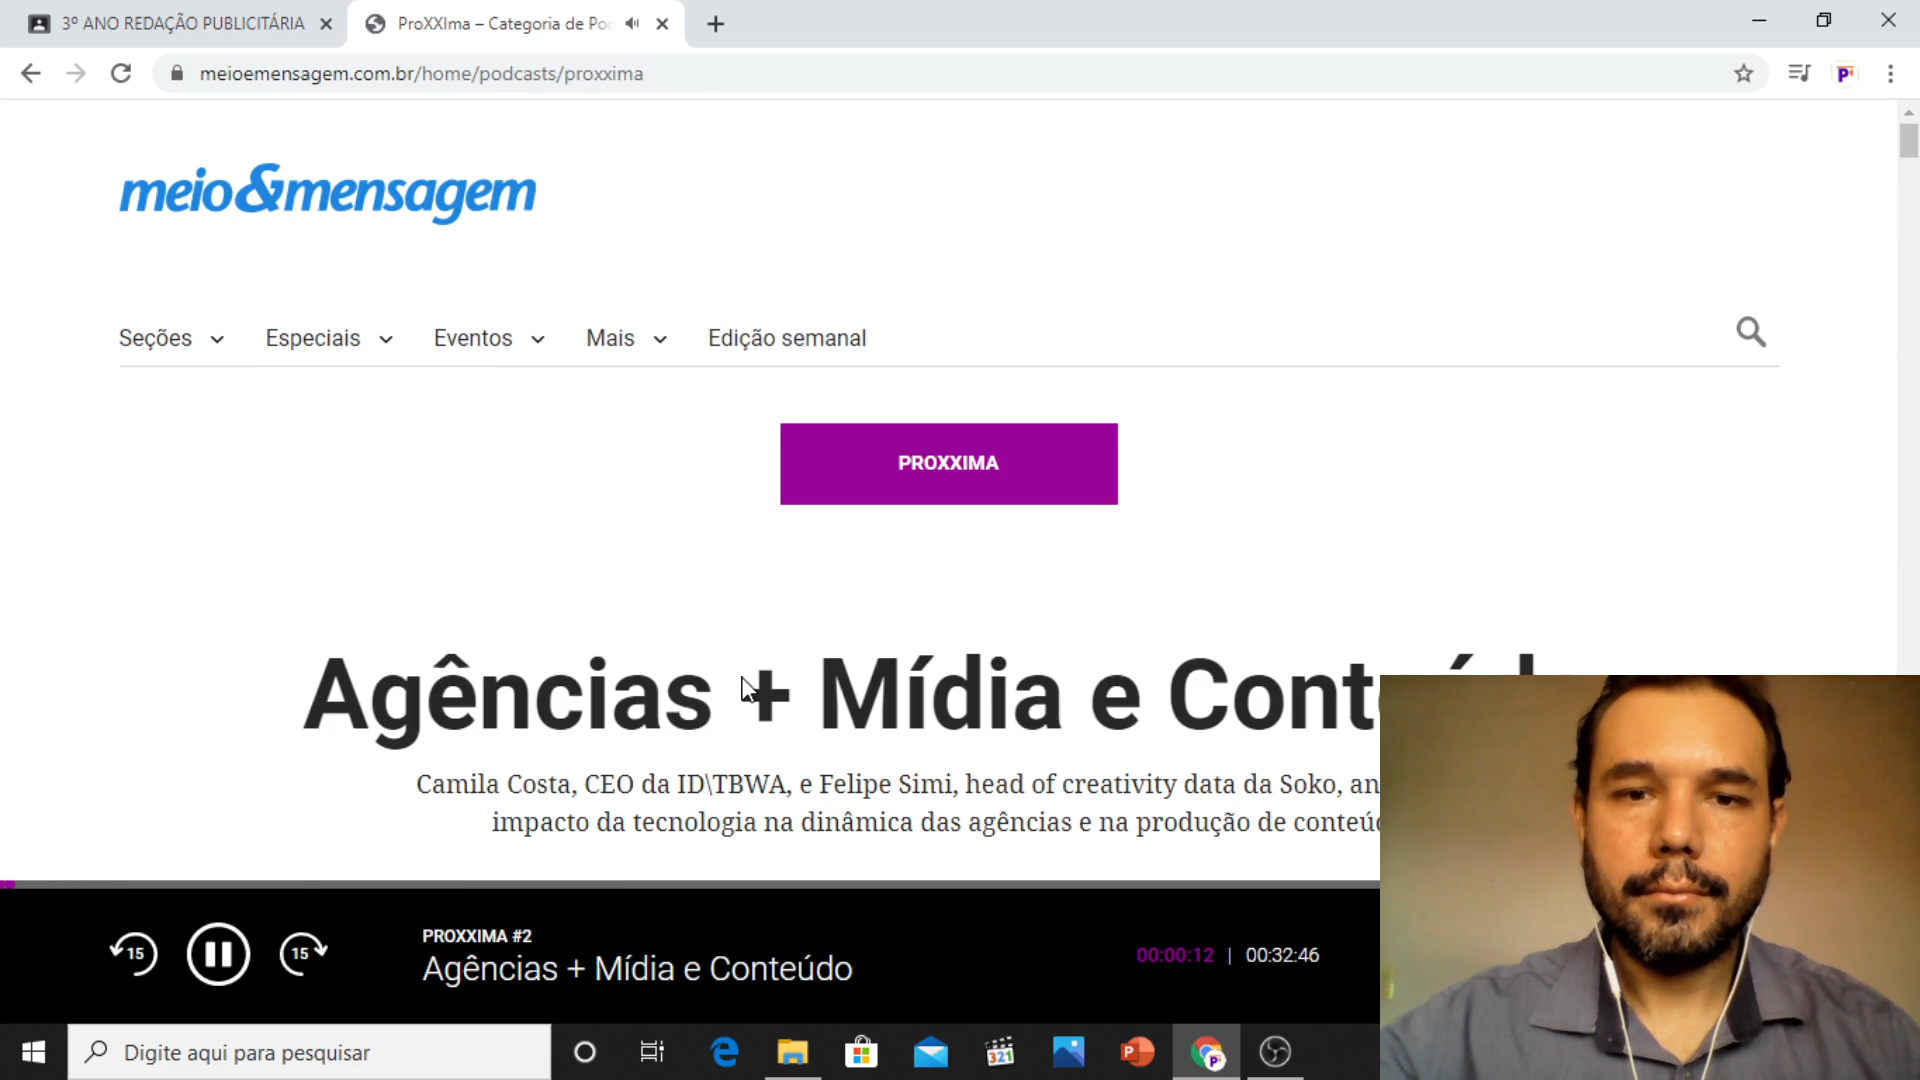 3º ANO REDAÇÃO PUBLICITÁRIA
ProXXIma – Categoria de Poc
meioemensagem.com.br/home/podcasts/proxxima
meio&mensagem
Seções
Especiais
Eventos
Mais
Edição semanal
PROXXIMA
Agências + Mídia e Cont
Camila Costa, CEO da ID\TBWA, e Felipe Simi, head of creativity data da Soko, an
impacto da tecnologia na dinâmica das agências e na produção de conteúd
15
15
PROXXIMA #2
Agências + Mídia e Conteúdo
00:00:12 | 00:32:46
Digite aqui para pesquisar
321